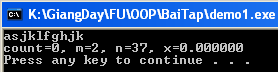 K:\GiangDay\FU\OOP\BaiTap\demo1.exe
asjklfghjk
count=0, m=2, n=37, x=0.000000
Press any key to continue . . .